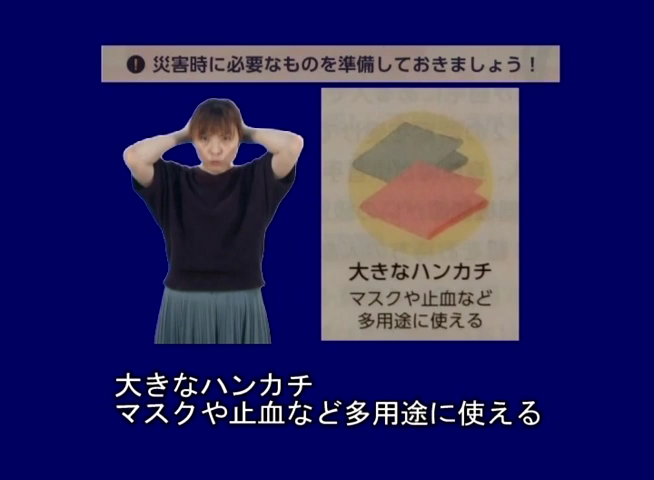 ! 災害時に必要なものを準備しておきましょう！
大きなハンカチ
マスクや止血など
多用途に使える
大きなハンカチ
マスクや止血など多用途に使える